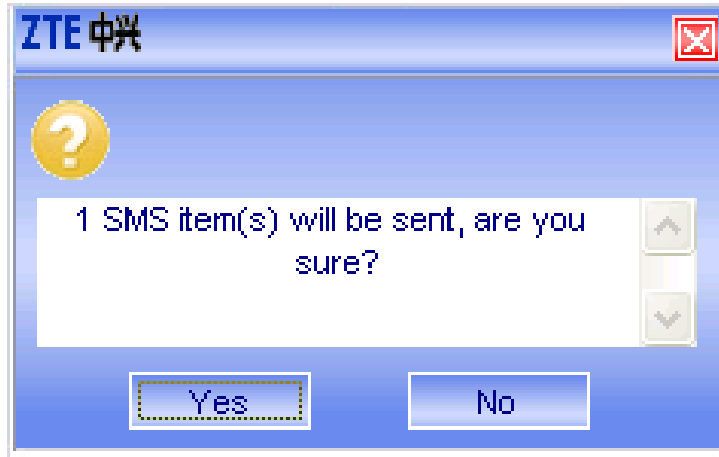 ZTE中兴
1 SMS item(s) will be sent, are you
sure?
Yes
No